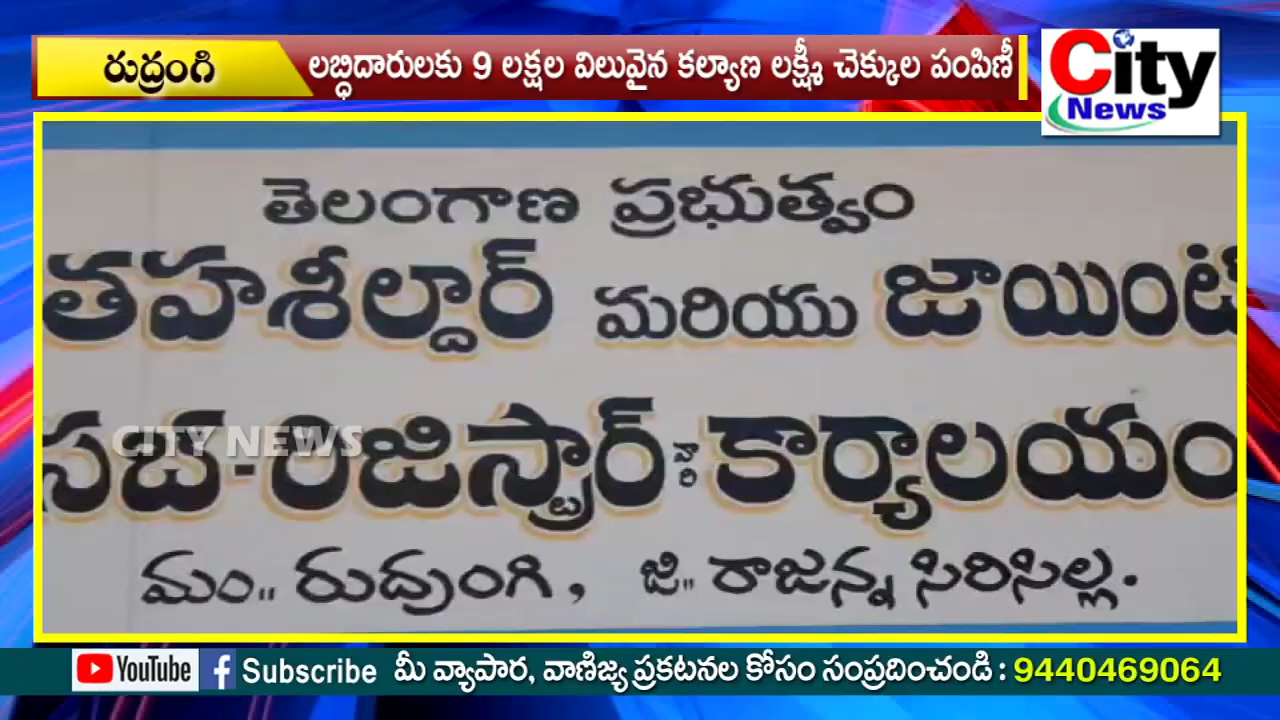 రుద్రంగి
లబ్ధిదారులకు 9 లక్షల విలువైన కల్యాణ లక్ష్మీ చెక్కుల పంపిణీ
City
News
తెలంగాణ ప్రభుత్వం
తహశీల్దార్ మరియు జాయింట్
సబ్-రిజిస్ట్రార్ వారి కార్యాలయం
CITY NEWS
మం.. రుద్రంగి, జి.. రాజన్న సిరిసిల్ల.
YouTube f Subscribe మీ వ్యాపార, వాణిజ్య ప్రకటనల కోసం సంప్రదించండి : 9440469064